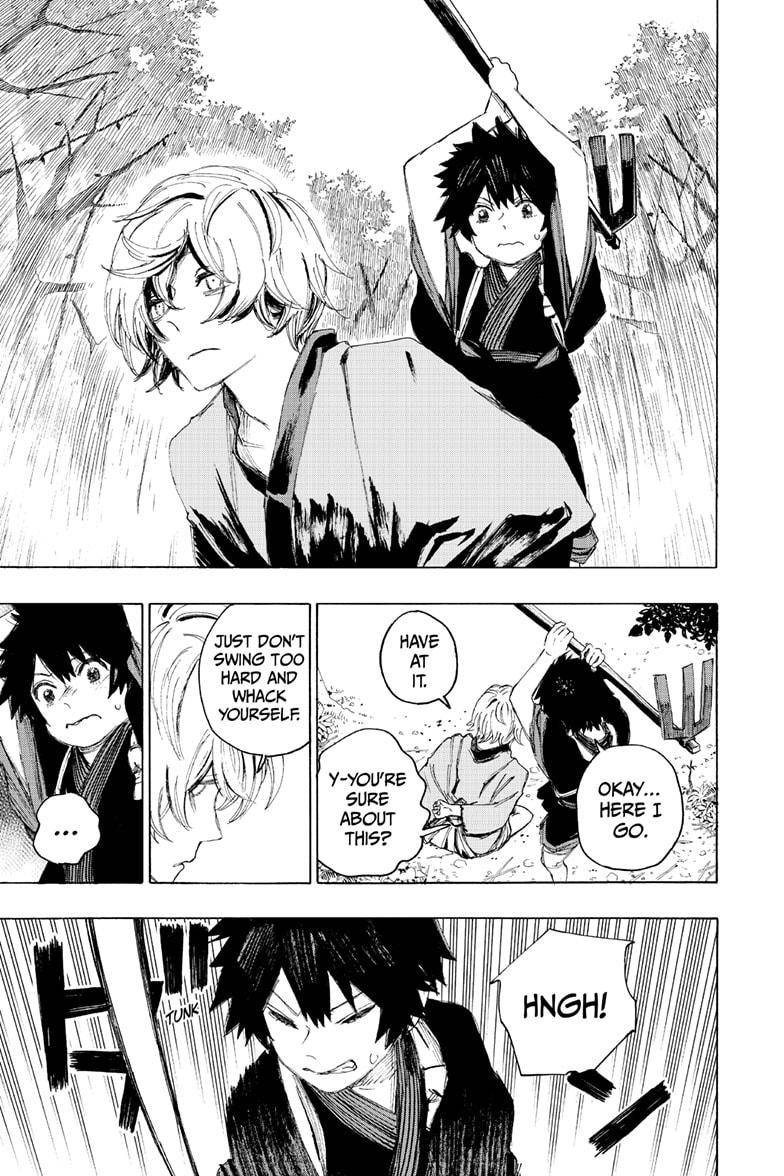 OKAY...
HERE I
GO.
HAVE
AT
IT.
Y-YOU'RE
SURE
ABOUT
THIS?
JUST DON'T
SWING TOO
HARD AND
WHACK
YOURSELF.
...
HNGH!
TUNK